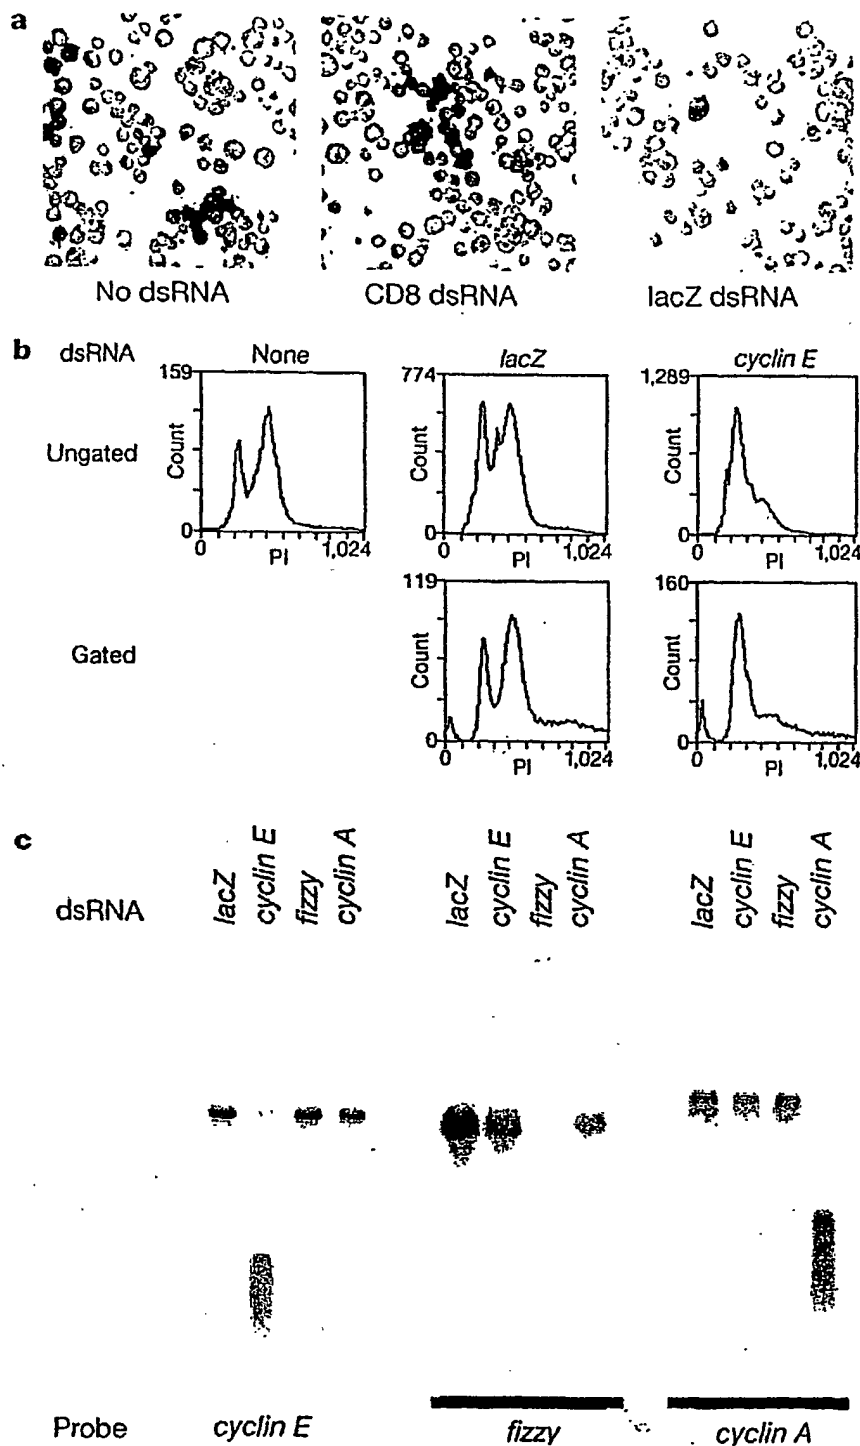 a
No dsRNA
CD8 dsRNA
lacZ dsRNA
b
dsRNA
None
lacZ
cyclin E
Ungated
159
Count
0
0
PI
1,024
774
Count
0
0
PI
1,024
1,289
Count
0
0
PI
1,024
Gated
119
Count
0
0
PI
1,024
160
Count
0
0
PI
1,024
c
dsRNA
lacZ
cyclin E
fizzy
cyclin A
lacZ
cyclin E
fizzy
cyclin A
lacZ
cyclin E
fizzy
cyclin A
Probe
cyclin E
fizzy
cyclin A